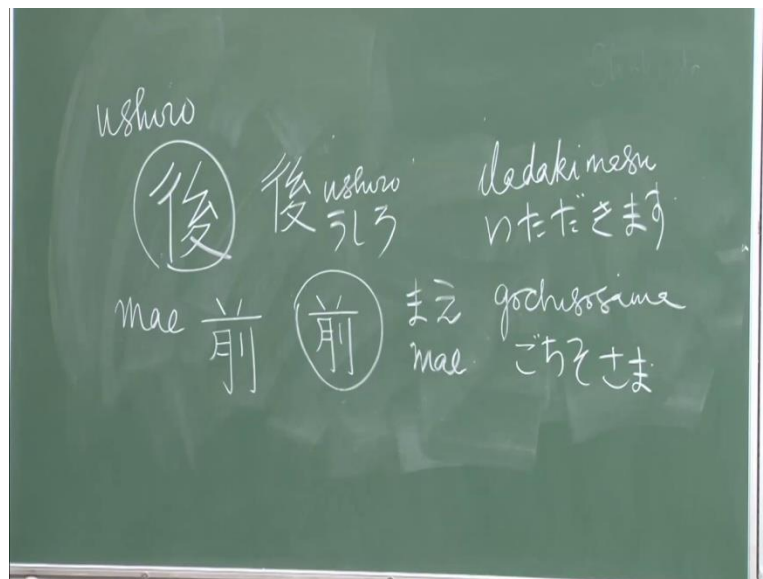 ushiro
後 後 ushiro itadakimasu
うしろ いただきます
mae 前 前 まえ gochisosama
mae ごちそさま